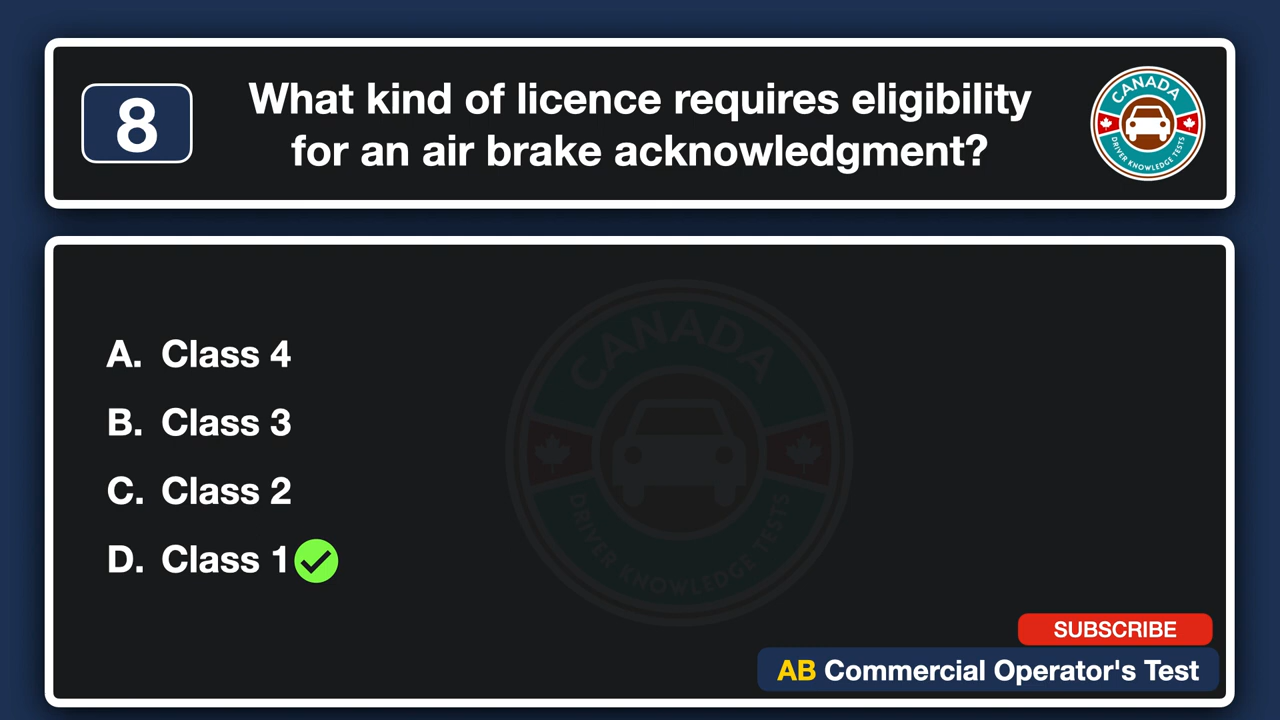 8
What kind of licence requires eligibility
for an air brake acknowledgment?
CANADA
DRIVER KNOWLEDGE TESTS
CANADA
DRIVER KNOWLEDGE TESTS
A. Class 4
B. Class 3
C. Class 2
D. Class 1
SUBSCRIBE
AB Commercial Operator's Test